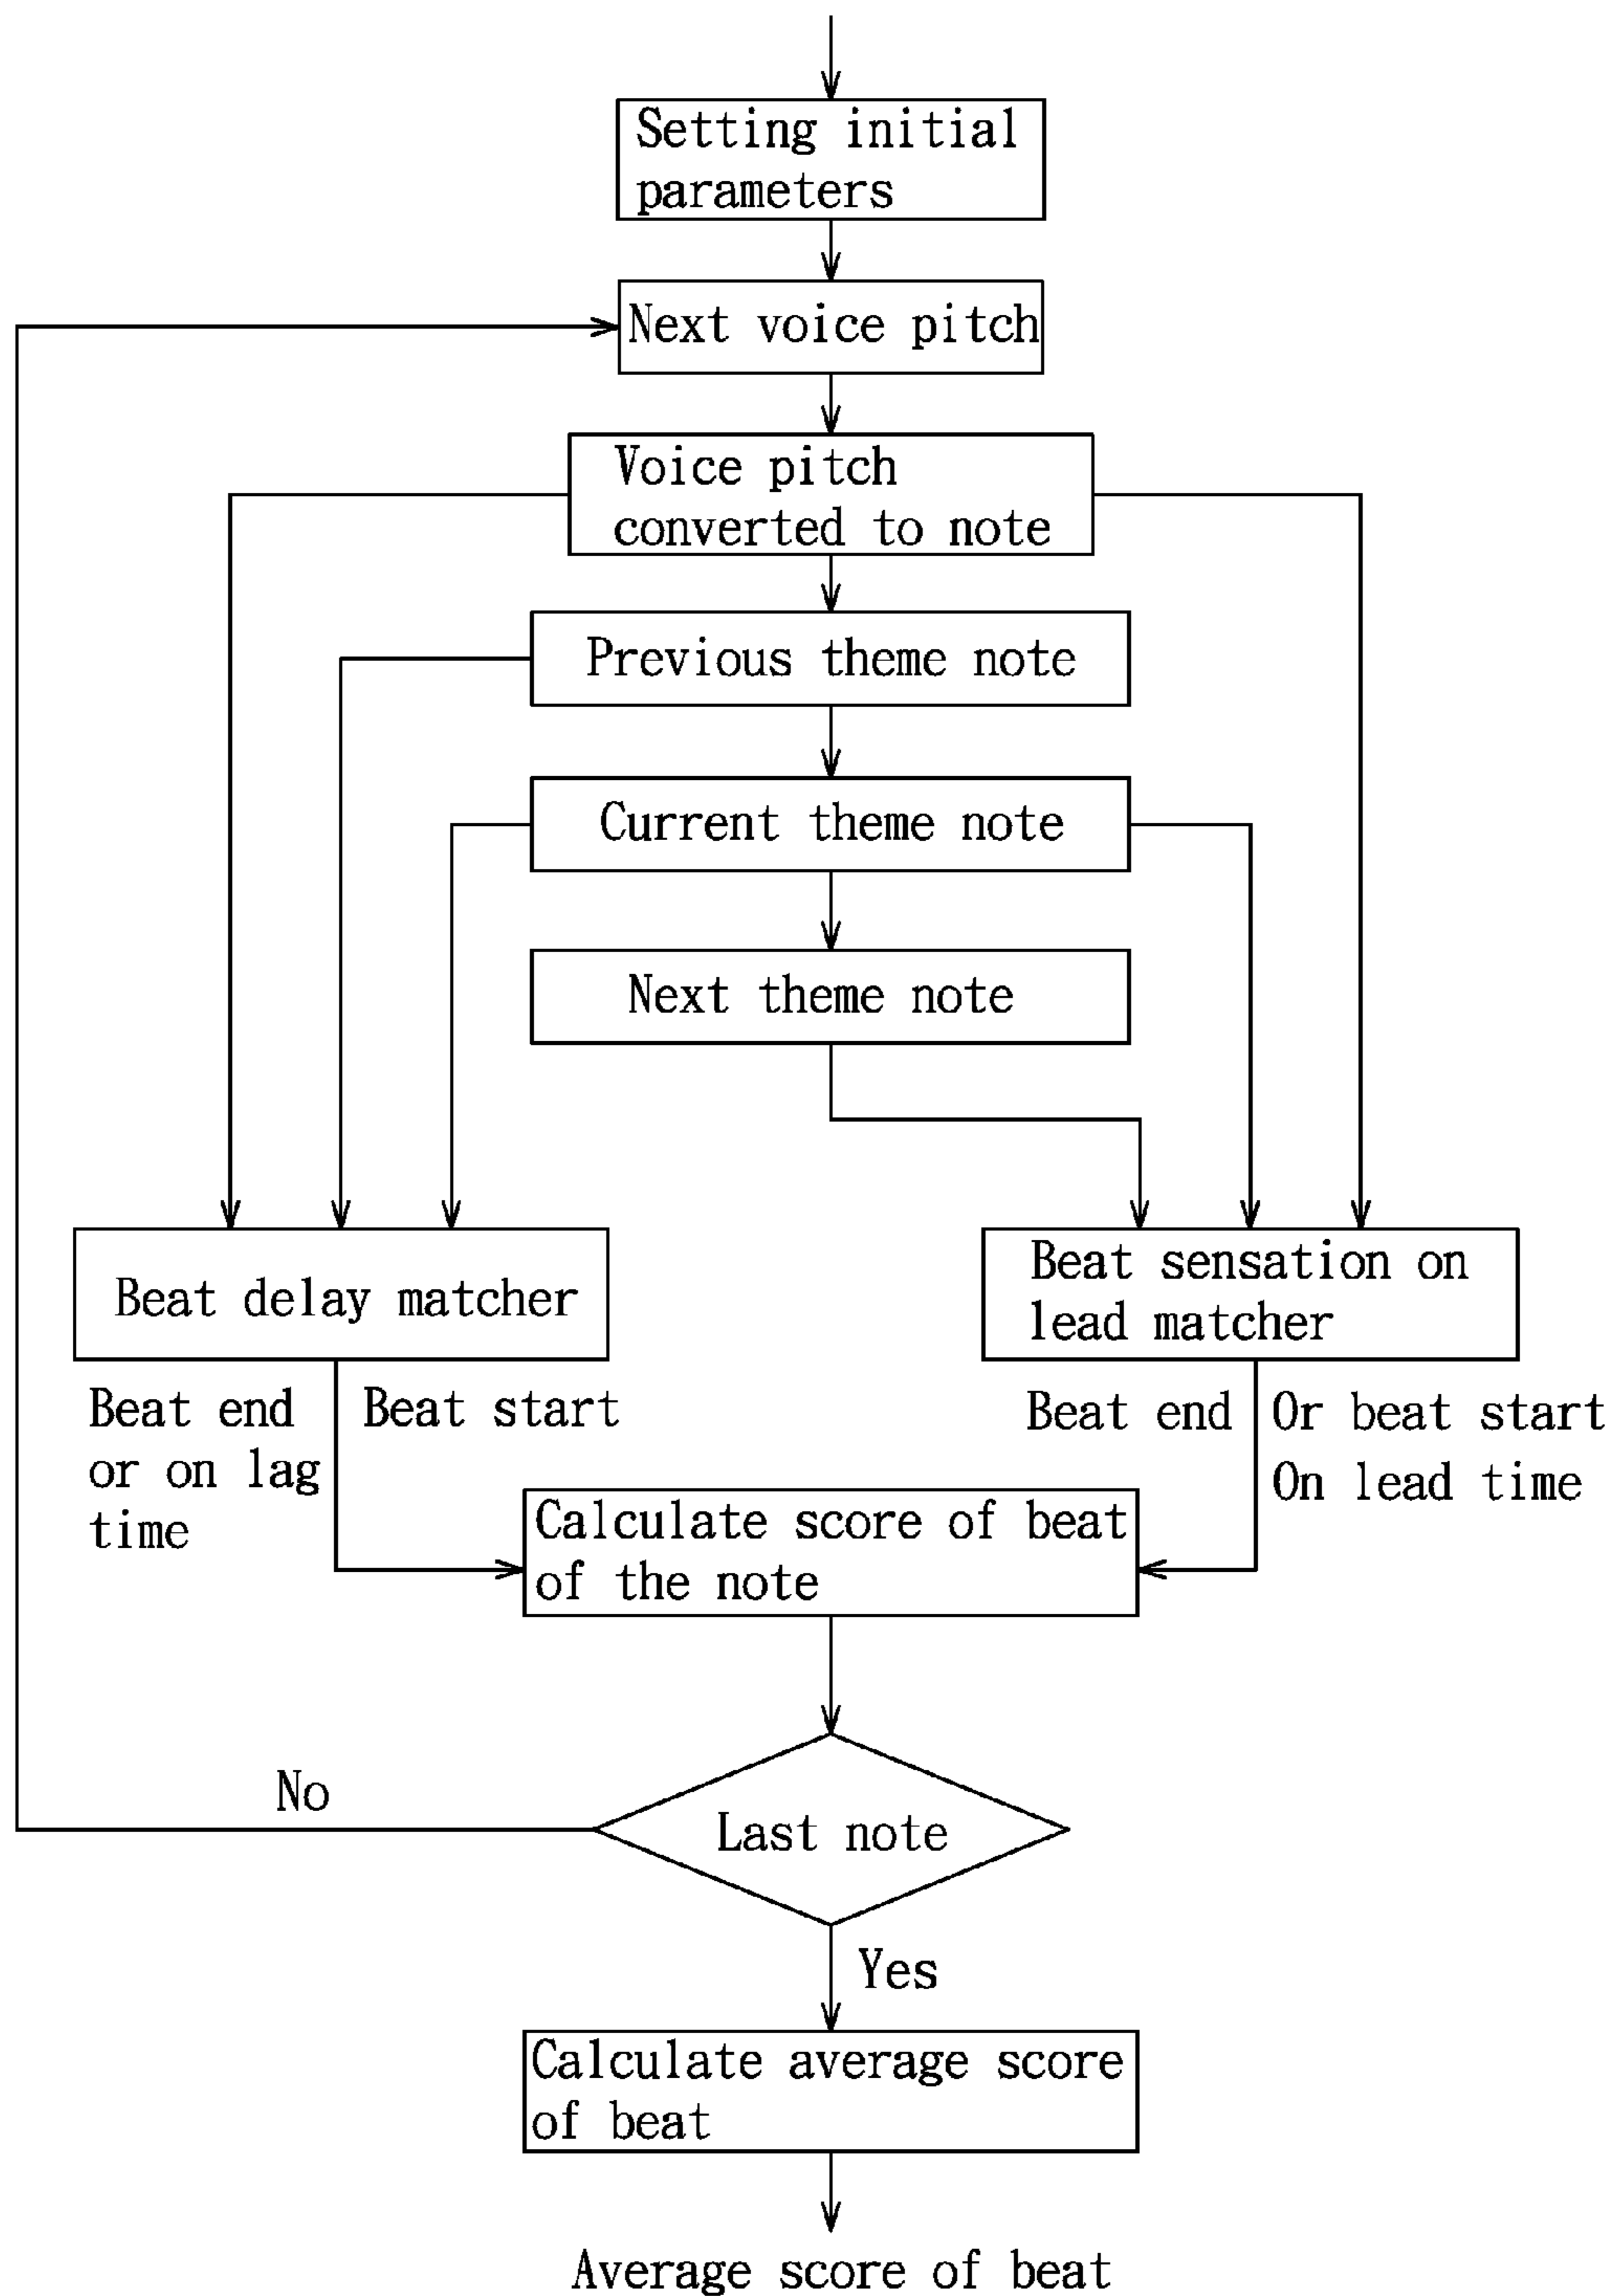 Setting initial
parameters
Next voice pitch
Voice pitch
converted to note
Previous theme note
Current theme note
Next theme note
Beat delay matcher
Beat sensation on
lead matcher
Beat end
or on lag
time
Beat start
Beat end
Or beat start
On lead time
Calculate score of beat
of the note
No
Last note
Yes
Calculate average score
of beat
Average score of beat